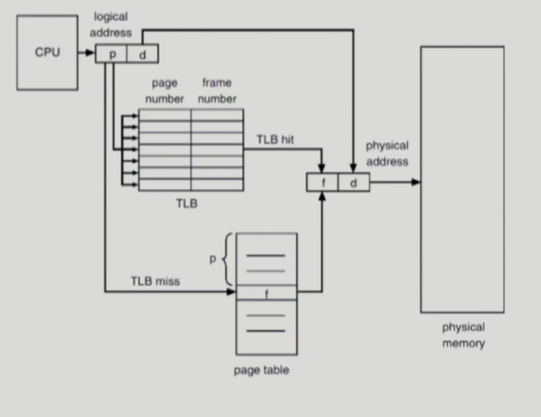 logical
address
CPU
p d
page frame
number number
TLB hit
physical
address
f d
TLB
p
TLB miss
f
page table
physical
memory